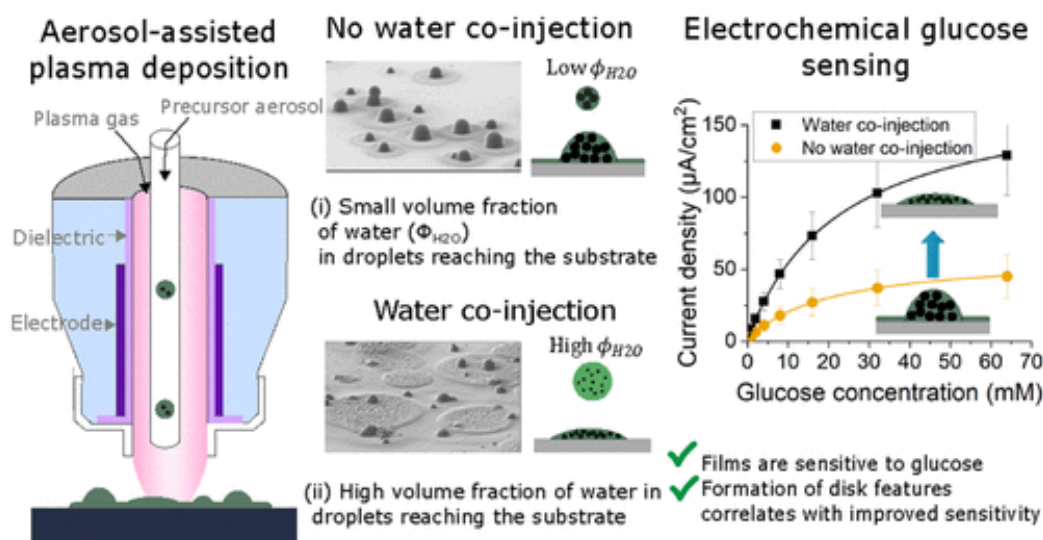 Aerosol-assisted
plasma deposition
Plasma gas
Precursor aerosol
Dielectric
Electrode
No water co-injection
Low ϕH2O
(i) Small volume fraction
of water (ΦH2O)
in droplets reaching the substrate
Water co-injection
High ϕH2O
(ii) High volume fraction of water in
droplets reaching the substrate
Electrochemical glucose
sensing
Current density (µA/cm²)
150
100
50
0
Water co-injection
No water co-injection
0 10 20 30 40 50 60 70
Glucose concentration (mM)
Films are sensitive to glucose
Formation of disk features
correlates with improved sensitivity